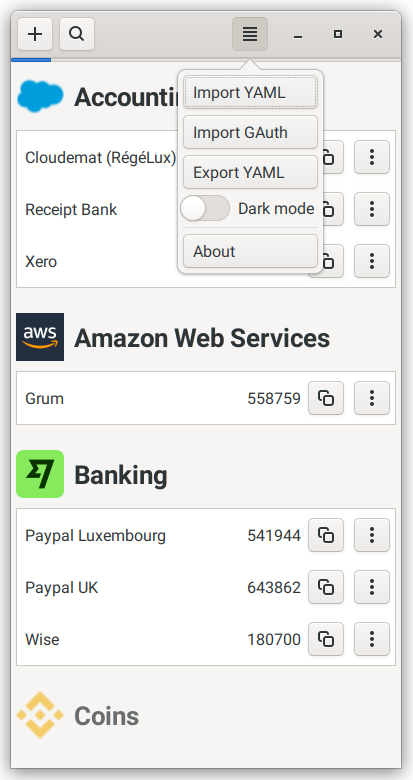 Accounti
Import YAML
Import GAuth
Cloudemat (RégéLux)
Export YAML
Receipt Bank
Dark mode
Xero
About
aws
Amazon Web Services
Grum 558759
Banking
Paypal Luxembourg 541944
Paypal UK 643862
Wise 180700
Coins